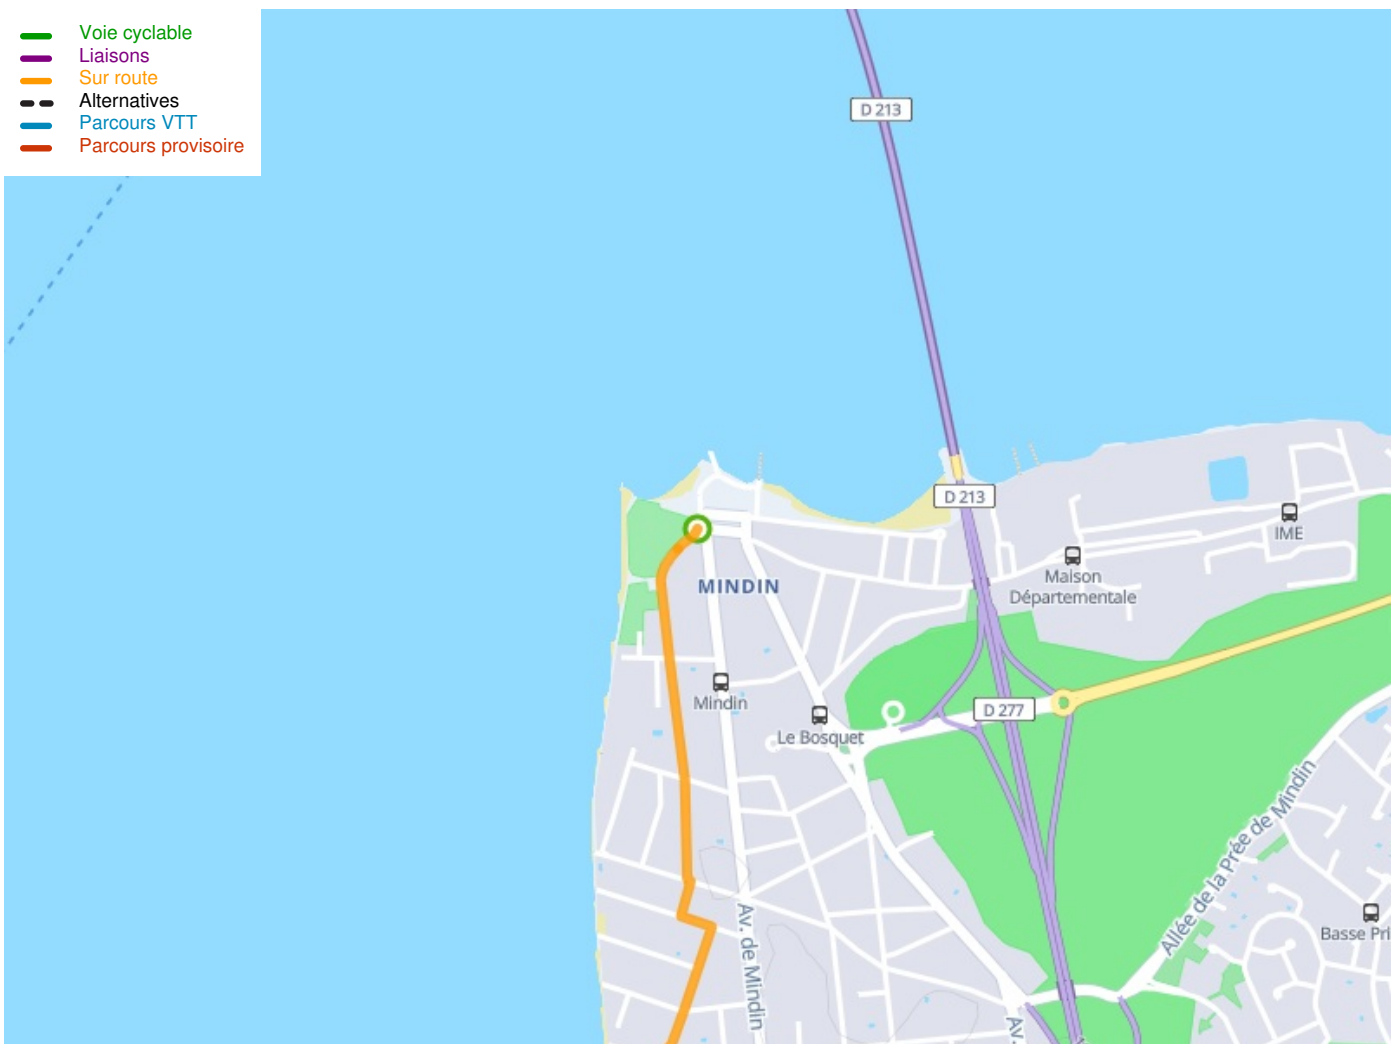 Voie cyclable
Liaisons
Sur route
Alternatives
Parcours VTT
Parcours provisoire
D 213
D 213
IME
Maison
Départementale
MINDIN
Mindin
D 277
Le Bosquet
Allée de la Prée de Mindin
Av. de Mindin
Basse Pri
Av.